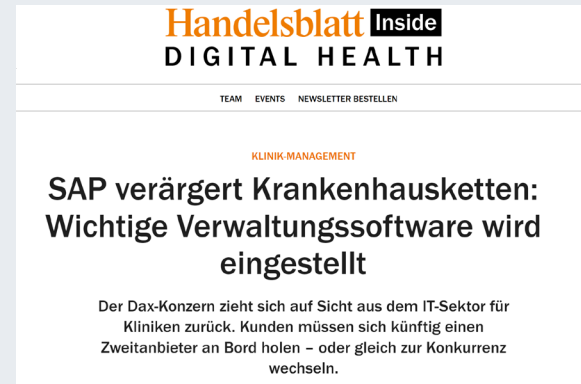 Handelsblatt Inside
DIGITAL HEALTH
TEAM EVENTS NEWSLETTER BESTELLEN
KLINIK-MANAGEMENT
SAP verärgert Krankenhausketten:
Wichtige Verwaltungssoftware wird
eingestellt
Der Dax-Konzern zieht sich auf Sicht aus dem IT-Sektor für
Kliniken zurück. Kunden müssen sich künftig einen
Zweitanbieter an Bord holen – oder gleich zur Konkurrenz
wechseln.